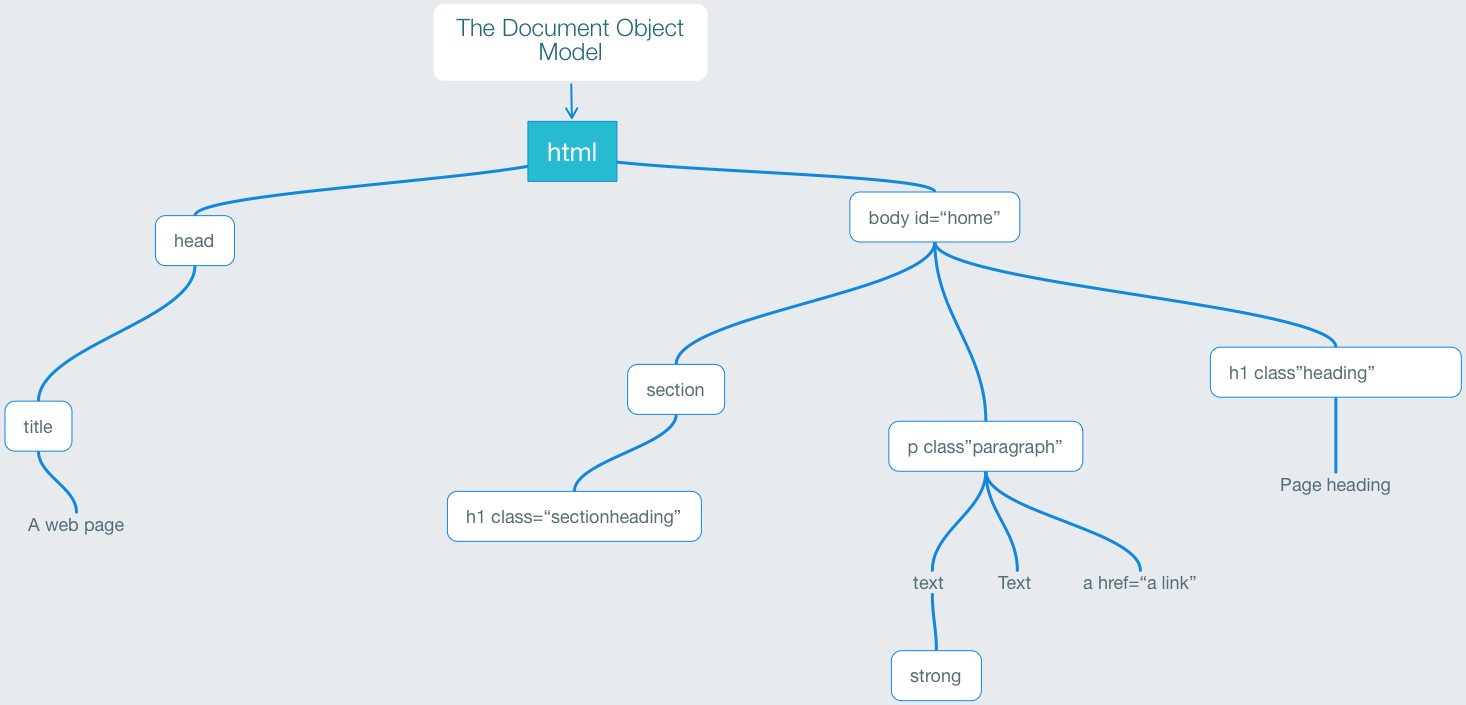 The Document Object
Model
html
head
body id=“home”
section
h1 class”heading”
title
p class”paragraph”
Page heading
h1 class=“sectionheading”
A web page
text
Text
a href=“a link”
strong